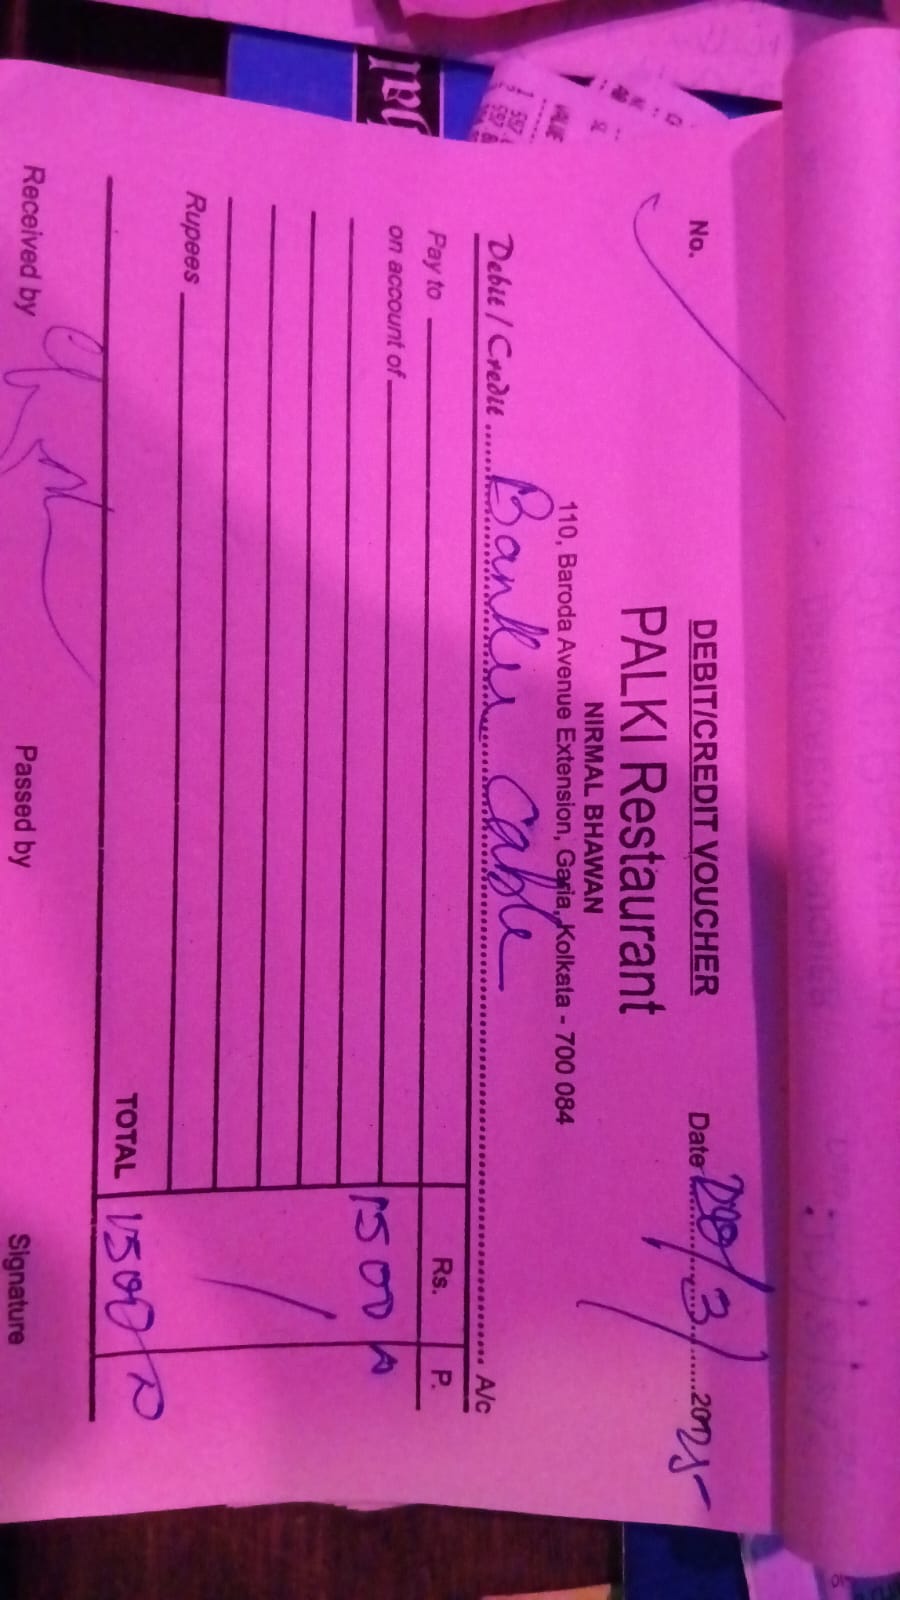 DEBIT/CREDIT VOUCHER
No. Date /3/2025
PALKI Restaurant
NIRMAL BHAWAN
110, Baroda Avenue Extension, Garia, Kolkata - 700 084
Debit / Credit Banku Cable A/c
Pay to Rs. P.
on account of
1500
Rupees
TOTAL 1500
Received by Passed by Signature